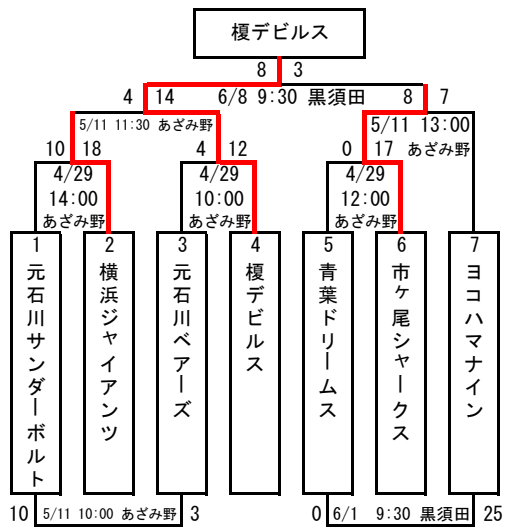 榎デビルス
8 3
4 14 6/8 9:30 黒須田 8 7
5/11 11:30 あざみ野
5/11 13:00
あざみ野
10 18
4 12
0 17
4/29
14:00
あざみ野
4/29
10:00
あざみ野
4/29
12:00
あざみ野
1
元石川サンダーボルト
2
横浜ジャイアンツ
3
元石川ベアーズ
4
榎デビルス
5
青葉ドリームス
6
市ヶ尾シャークス
7
ヨコハマナイン
10 5/11 10:00 あざみ野 3
0 6/1 9:30 黒須田 25